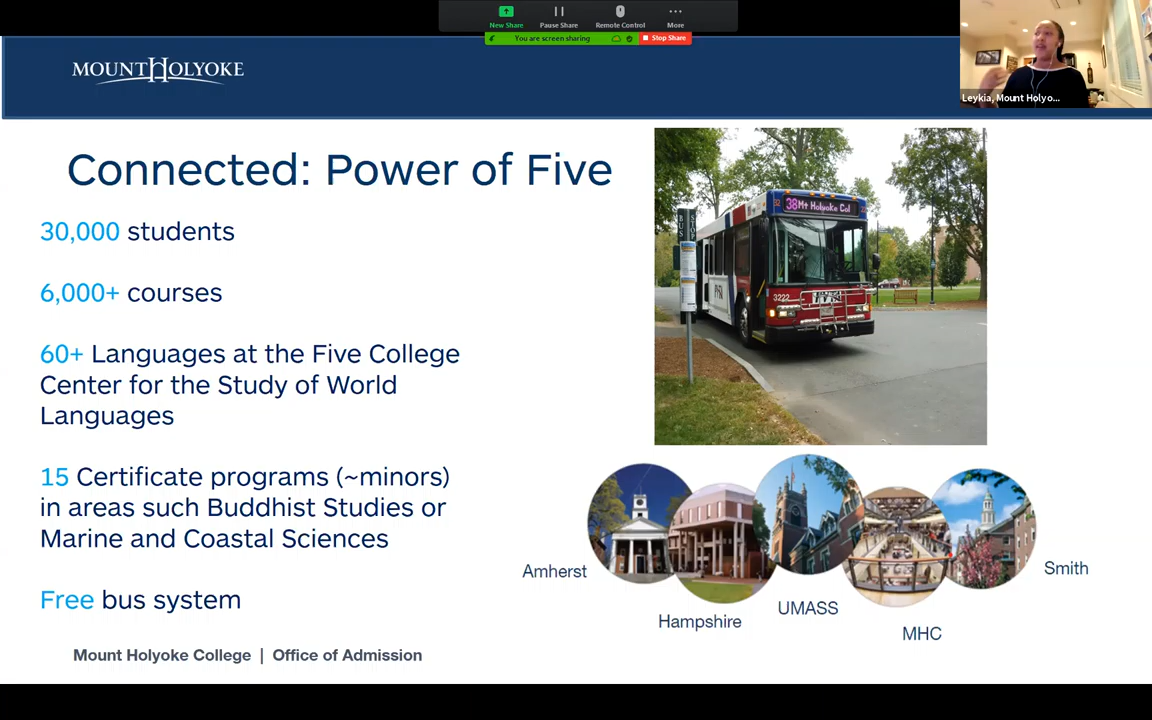 New Share
Pause Share
Remote Control
More
You are screen sharing
Stop Share
Leykia, Mount Holyo...
MOUNT HOLYOKE
Connected: Power of Five
30,000 students
6,000+ courses
60+ Languages at the Five College
Center for the Study of World
Languages
15 Certificate programs (~minors)
in areas such Buddhist Studies or
Marine and Coastal Sciences
Free bus system
BUS STOP
32
38 Mt Holyoke Col
3222
Amherst
Hampshire
UMASS
MHC
Smith
Mount Holyoke College | Office of Admission